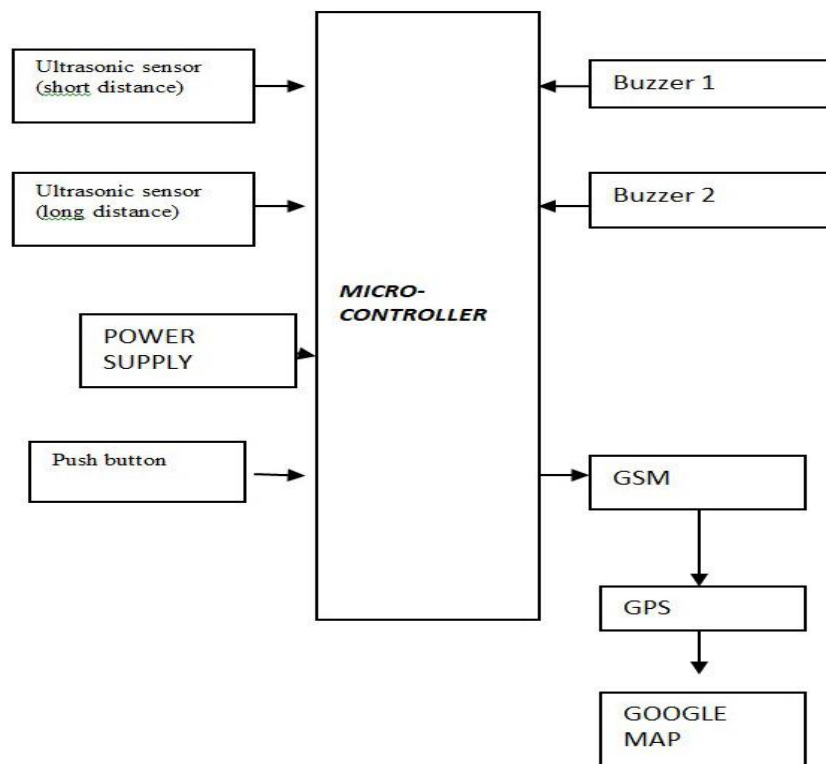 Ultrasonic sensor
(short distance)
Ultrasonic sensor
(long distance)
POWER
SUPPLY
Push button
MICRO-
CONTROLLER
Buzzer 1
Buzzer 2
GSM
GPS
GOOGLE
MAP